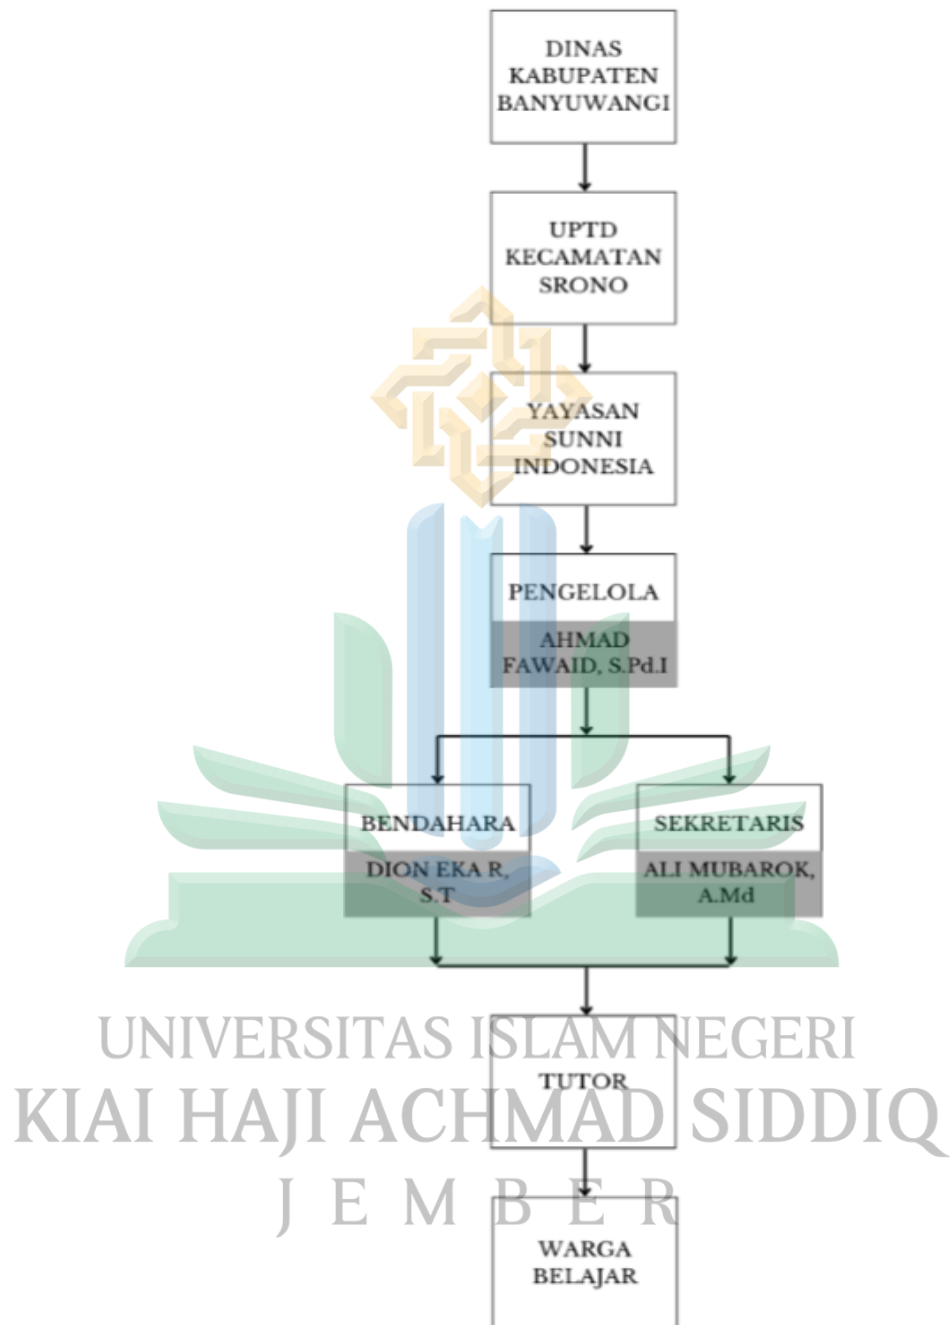 DINAS
KABUPATEN
BANYUWANGI
UPTD
KECAMATAN
SRONO
YAYASAN
SUNNI
INDONESIA
PENGELOLA
AHMAD
FAWAID, S.Pd.I
BENDAHARA
DION EKA R,
S.T
SEKRETARIS
ALI MUBAROK,
A.Md
UNIVERSITAS ISLAM NEGERI
TUTOR
KIAI HAJI ACHMAD SIDDIQ
JEMBER
WARGA
BELAJAR